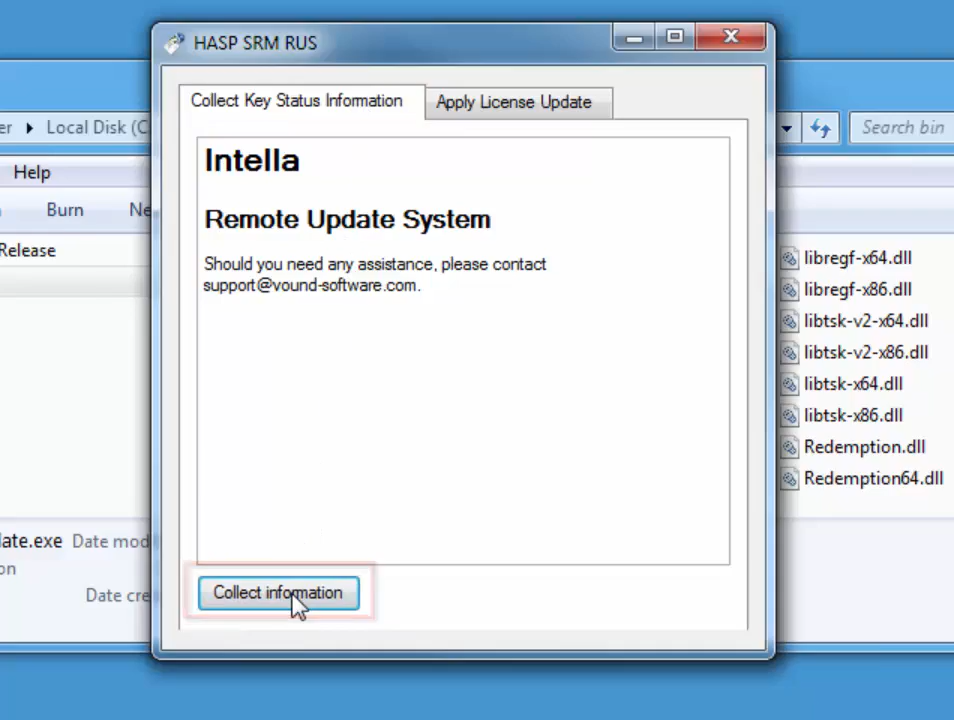 HASP SRM RUS
Collect Key Status Information
Apply License Update
er ▸ Local Disk (C
Search bin
Help
Burn
Ne
Release
Intella
Remote Update System
Should you need any assistance, please contact
support@vound-software.com.
libregf-x64.dll
libregf-x86.dll
libtsk-v2-x64.dll
libtsk-v2-x86.dll
libtsk-x64.dll
libtsk-x86.dll
Redemption.dll
Redemption64.dll
late.exe Date mod
on
Date cre
Collect information